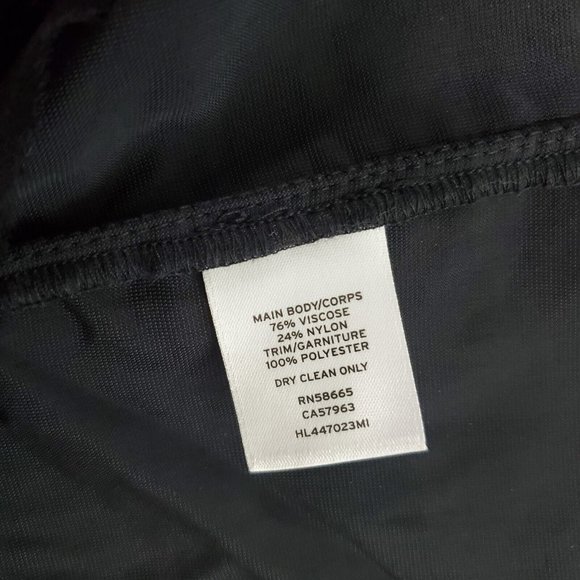 MAIN BODY/CORPS
76% VISCOSE
24% NYLON
TRIM/GARNITURE
100% POLYESTER
DRY CLEAN ONLY
RN58665
CA57963
HL447023MI